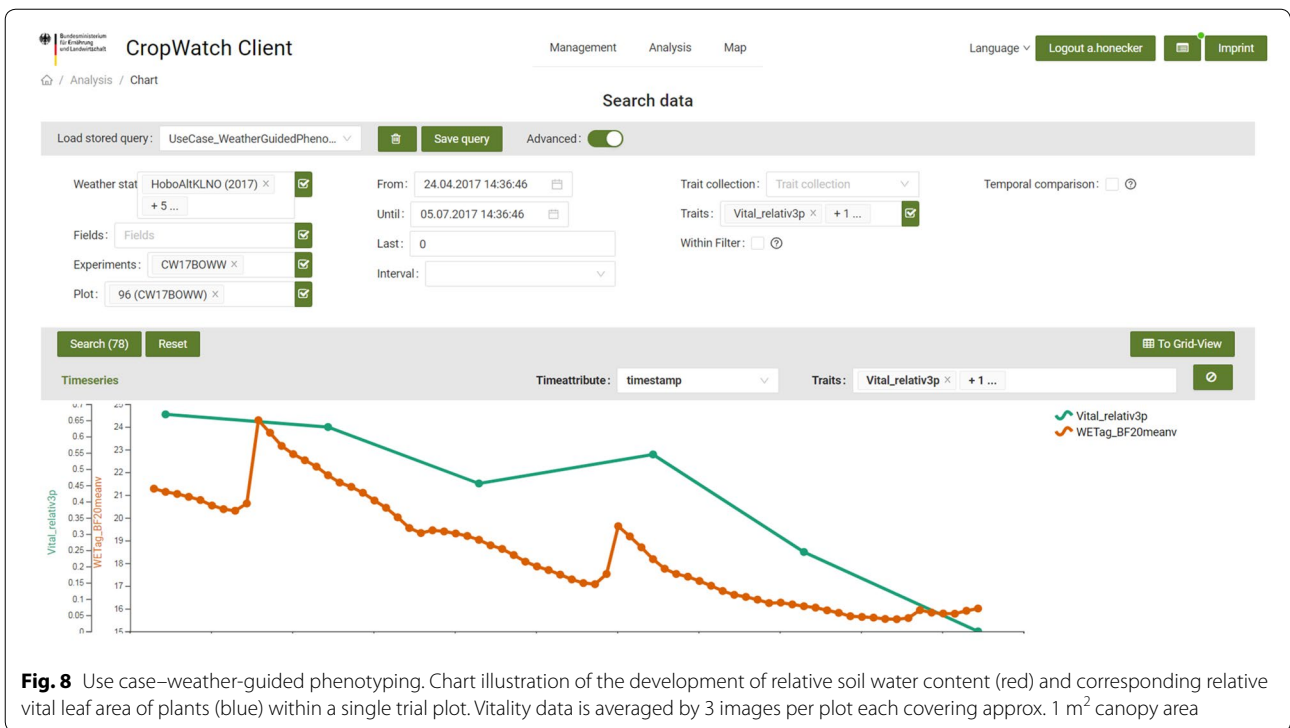 Bundesministerium
für Ernährung
und Landwirtschaft
CropWatch Client
Management Analysis Map
Language Logout a.honecker Imprint
/ Analysis / Chart
Search data
Load stored query: UseCase_WeatherGuidedPheno... Save query Advanced:
Weather stat HoboAltKLNO (2017) × From: 24.04.2017 14:36:46 Trait collection: Trait collection Temporal comparison:
+ 5 ...
Until: 05.07.2017 14:36:46 Traits: Vital_relativ3p × + 1 ...
Fields: Fields Last: 0 Within Filter:
Experiments: CW17BOWW × Interval:
Plot: 96 (CW17BOWW) ×
Search (78) Reset To Grid-View
Timeseries Timeattribute: timestamp Traits: Vital_relativ3p × + 1 ...
Vital_relativ3p
WETag_BF20meanv
Vital_relativ3p
0.7
0.65
0.6
0.55
0.5
0.45
0.4
0.35
0.3
0.25
0.2
0.15
0.1
0.05
0
WETag_BF20meanv
25
24
23
22
21
20
19
18
17
16
15
Fig. 8 Use case–weather-guided phenotyping. Chart illustration of the development of relative soil water content (red) and corresponding relative
vital leaf area of plants (blue) within a single trial plot. Vitality data is averaged by 3 images per plot each covering approx. 1 m² canopy area